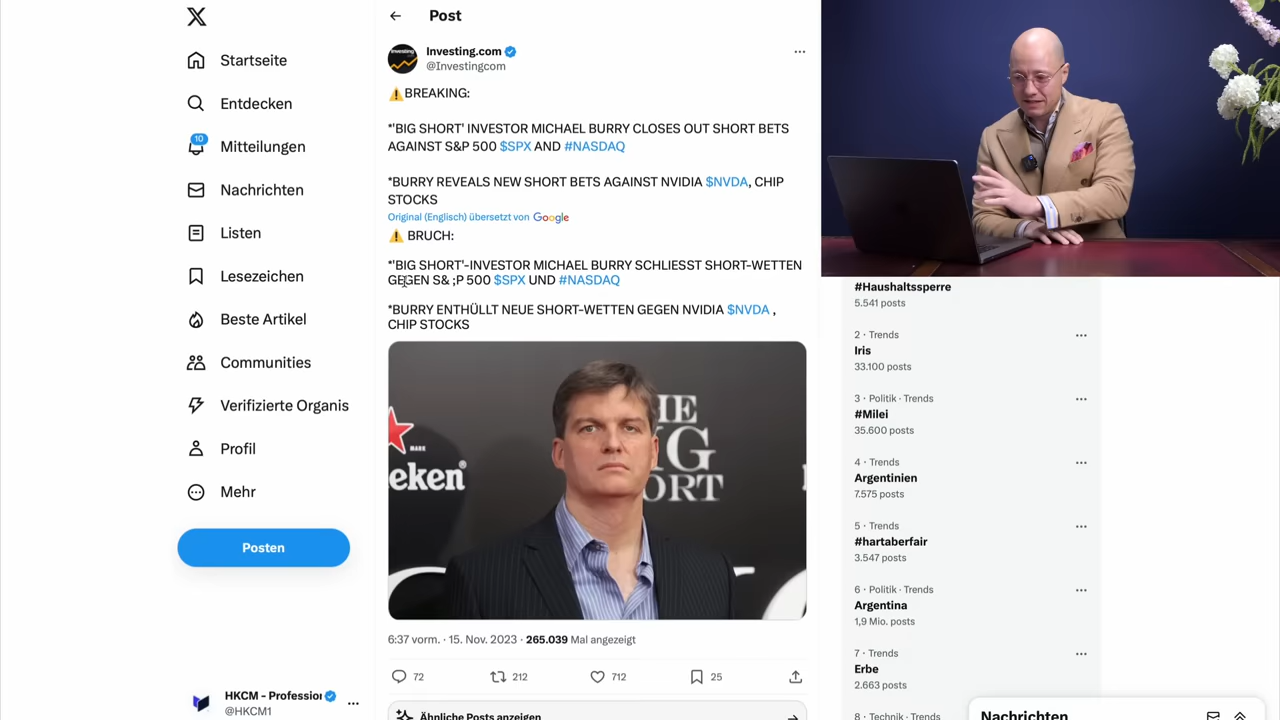 Startseite
Entdecken
10
Mitteilungen
Nachrichten
Listen
Lesezeichen
Beste Artikel
Communities
Verifizierte Organis
Profil
Mehr
Posten
HKCM - Professior
@HKCM1
Post
Investing.com
@Investingcom
⚠️BREAKING:
*'BIG SHORT' INVESTOR MICHAEL BURRY CLOSES OUT SHORT BETS
AGAINST S&P 500 $SPX AND #NASDAQ
*BURRY REVEALS NEW SHORT BETS AGAINST NVIDIA $NVDA, CHIP
STOCKS
Original (Englisch) übersetzt von Google
⚠️ BRUCH:
*'BIG SHORT'-INVESTOR MICHAEL BURRY SCHLIESST SHORT-WETTEN
GEGEN S& ;P 500 $SPX UND #NASDAQ
*BURRY ENTHÜLLT NEUE SHORT-WETTEN GEGEN NVIDIA $NVDA ,
CHIP STOCKS
MARK
eken
HE
IG
ORT
6:37 vorm. · 15. Nov. 2023 · 265.039 Mal angezeigt
72
212
712
25
Ähnliche Posts anzeigen
#Haushaltssperre
5.541 posts
2 · Trends
Iris
33.100 posts
3 · Politik · Trends
#Milei
35.600 posts
4 · Trends
Argentinien
7.575 posts
5 · Trends
#hartaberfair
3.547 posts
6 · Politik · Trends
Argentina
1,9 Mio. posts
7 · Trends
Erbe
2.663 posts
8 · Technik · Trends
Nachrichten